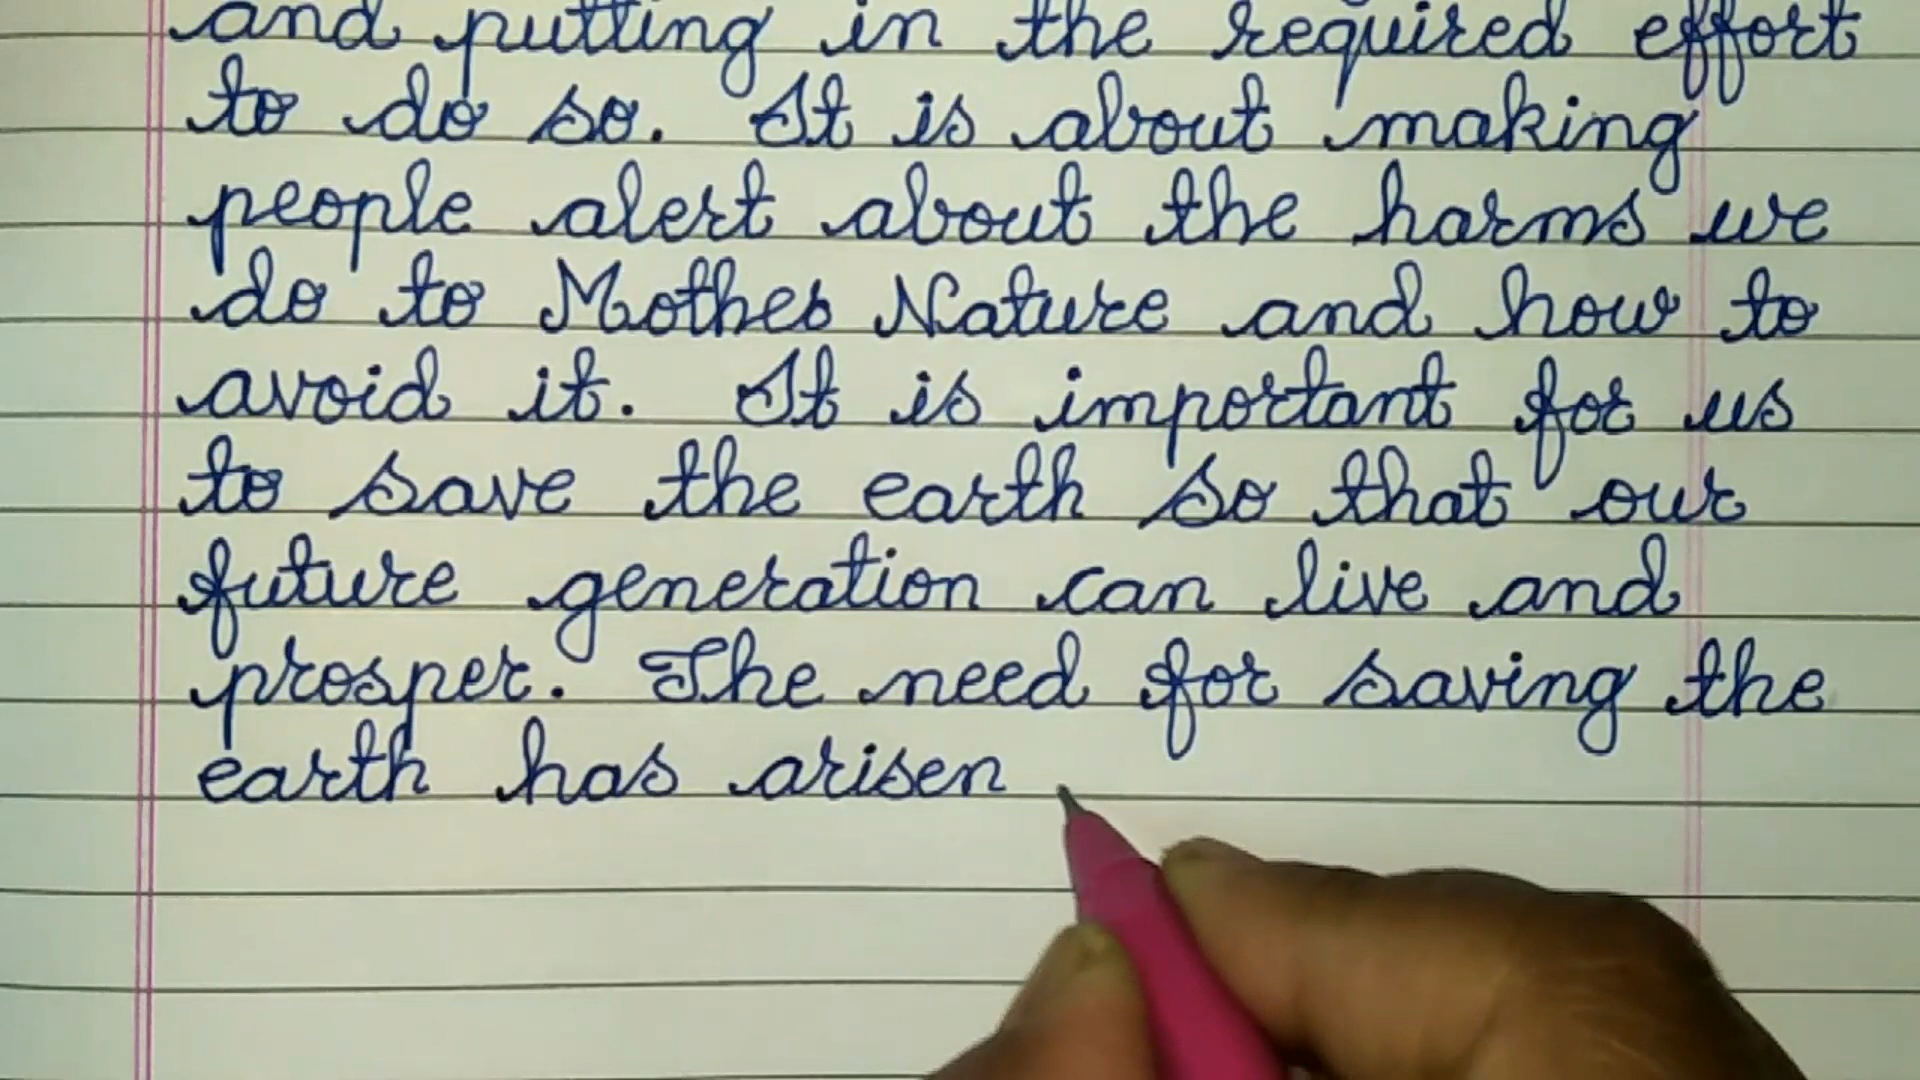 and putting in the required effort
to do so. It is about making
people alert about the harms we
do to Mother Nature and how to
avoid it. It is important for us
to save the earth so that our
future generation can live and
prosper. The need for saving the
earth has arisen